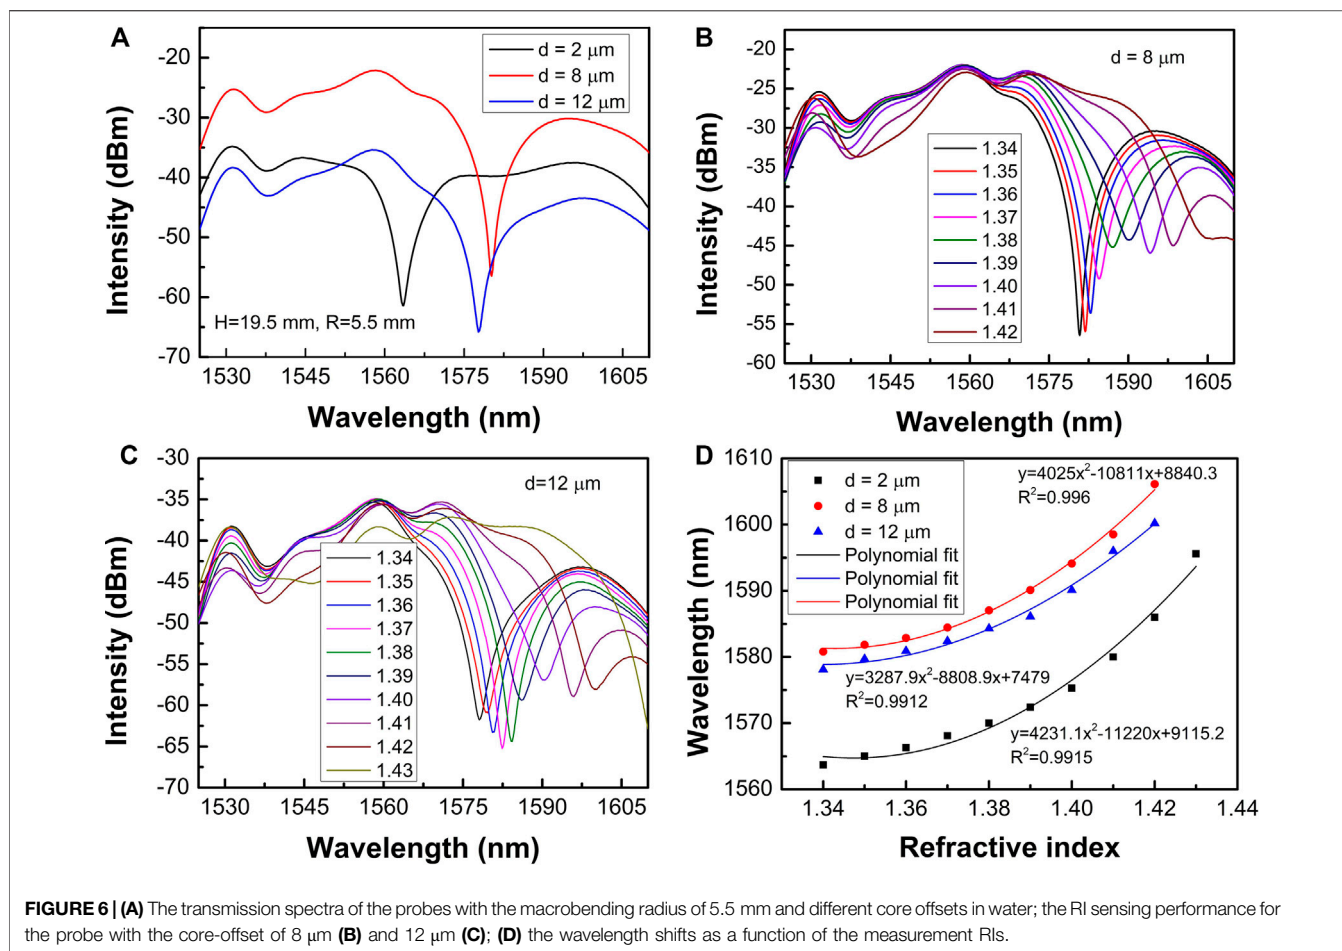 A
d = 2 μm
d = 8 μm
d = 12 μm
-20
-30
-40
-50
-60
-70
Intensity (dBm)
H=19.5 mm, R=5.5 mm
1530 1545 1560 1575 1590 1605
Wavelength (nm)
B
d = 8 μm
-20
-25
-30
-35
-40
-45
-50
-55
-60
Intensity (dBm)
1.34
1.35
1.36
1.37
1.38
1.39
1.40
1.41
1.42
1530 1545 1560 1575 1590 1605
Wavelength (nm)
C
d=12 μm
-30
-35
-40
-45
-50
-55
-60
-65
-70
Intensity (dBm)
1.34
1.35
1.36
1.37
1.38
1.39
1.40
1.41
1.42
1.43
1530 1545 1560 1575 1590 1605
Wavelength (nm)
D
d = 2 μm
d = 8 μm
d = 12 μm
Polynomial fit
Polynomial fit
Polynomial fit
y=4025x²-10811x+8840.3
R²=0.996
y=3287.9x²-8808.9x+7479
R²=0.9912
y=4231.1x²-11220x+9115.2
R²=0.9915
1610
1600
1590
1580
1570
1560
Wavelength (nm)
1.34 1.36 1.38 1.40 1.42 1.44
Refractive index
FIGURE 6 | (A) The transmission spectra of the probes with the macrobending radius of 5.5 mm and different core offsets in water; the RI sensing performance for
the probe with the core-offset of 8 μm (B) and 12 μm (C); (D) the wavelength shifts as a function of the measurement RIs.